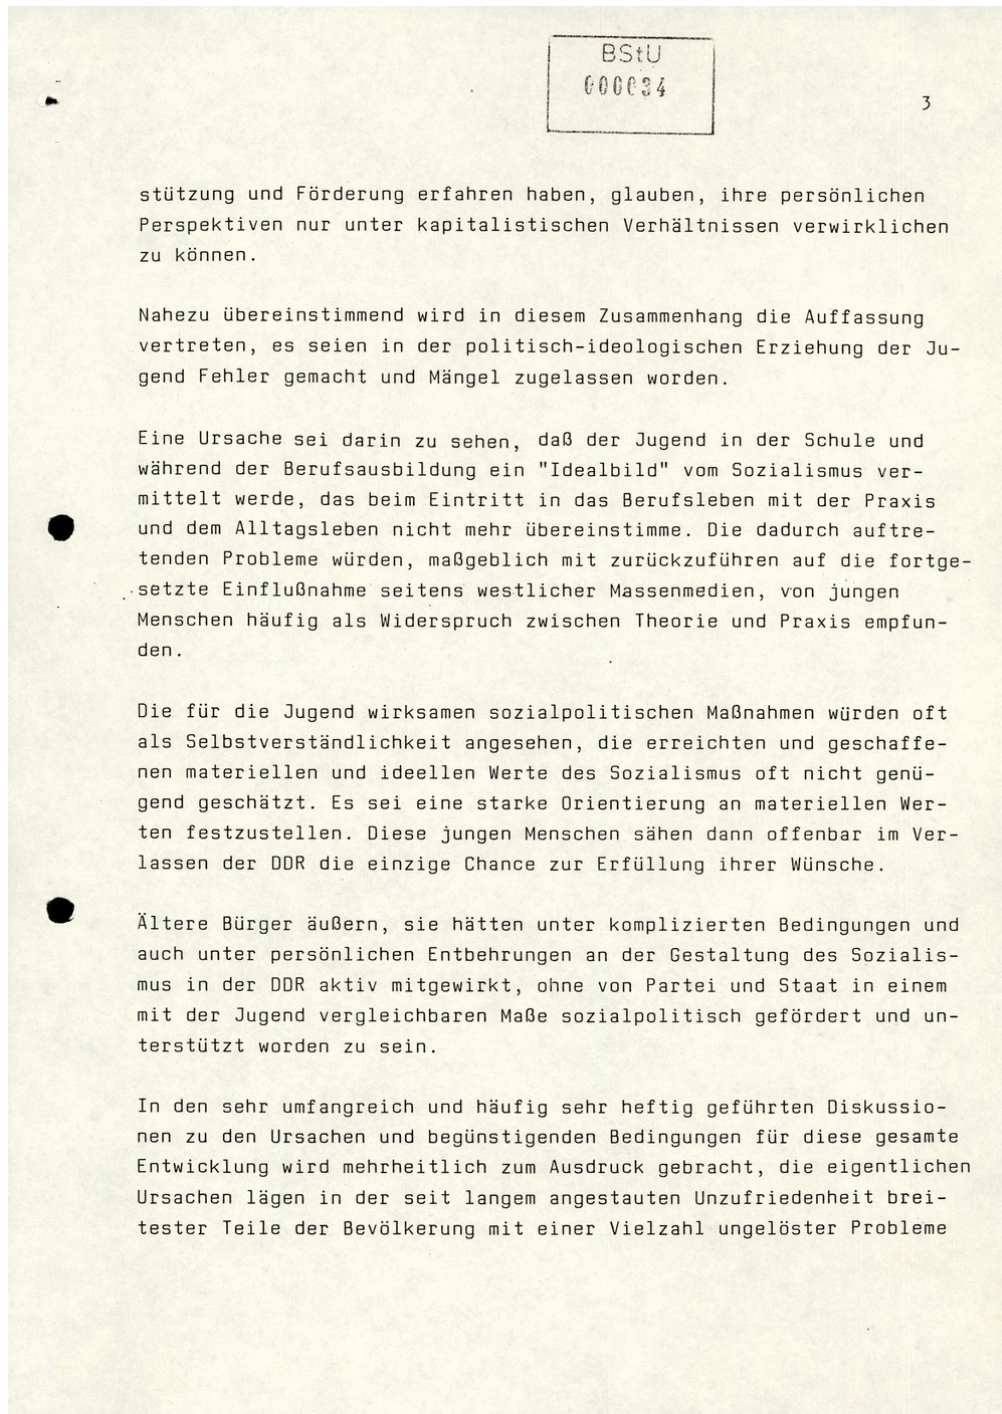 BStU
000034
3
stützung und Förderung erfahren haben, glauben, ihre persönlichen
Perspektiven nur unter kapitalistischen Verhältnissen verwirklichen
zu können.
Nahezu übereinstimmend wird in diesem Zusammenhang die Auffassung
vertreten, es seien in der politisch-ideologischen Erziehung der Ju-
gend Fehler gemacht und Mängel zugelassen worden.
Eine Ursache sei darin zu sehen, daß der Jugend in der Schule und
während der Berufsausbildung ein "Idealbild" vom Sozialismus ver-
mittelt werde, das beim Eintritt in das Berufsleben mit der Praxis
und dem Alltagsleben nicht mehr übereinstimme. Die dadurch auftre-
tenden Probleme würden, maßgeblich mit zurückzuführen auf die fortge-
setzte Einflußnahme seitens westlicher Massenmedien, von jungen
Menschen häufig als Widerspruch zwischen Theorie und Praxis empfun-
den.
Die für die Jugend wirksamen sozialpolitischen Maßnahmen würden oft
als Selbstverständlichkeit angesehen, die erreichten und geschaffe-
nen materiellen und ideellen Werte des Sozialismus oft nicht genü-
gend geschätzt. Es sei eine starke Orientierung an materiellen Wer-
ten festzustellen. Diese jungen Menschen sähen dann offenbar im Ver-
lassen der DDR die einzige Chance zur Erfüllung ihrer Wünsche.
Ältere Bürger äußern, sie hätten unter komplizierten Bedingungen und
auch unter persönlichen Entbehrungen an der Gestaltung des Sozialis-
mus in der DDR aktiv mitgewirkt, ohne von Partei und Staat in einem
mit der Jugend vergleichbaren Maße sozialpolitisch gefördert und un-
terstützt worden zu sein.
In den sehr umfangreich und häufig sehr heftig geführten Diskussio-
nen zu den Ursachen und begünstigenden Bedingungen für diese gesamte
Entwicklung wird mehrheitlich zum Ausdruck gebracht, die eigentlichen
Ursachen lägen in der seit langem angestauten Unzufriedenheit brei-
tester Teile der Bevölkerung mit einer Vielzahl ungelöster Probleme